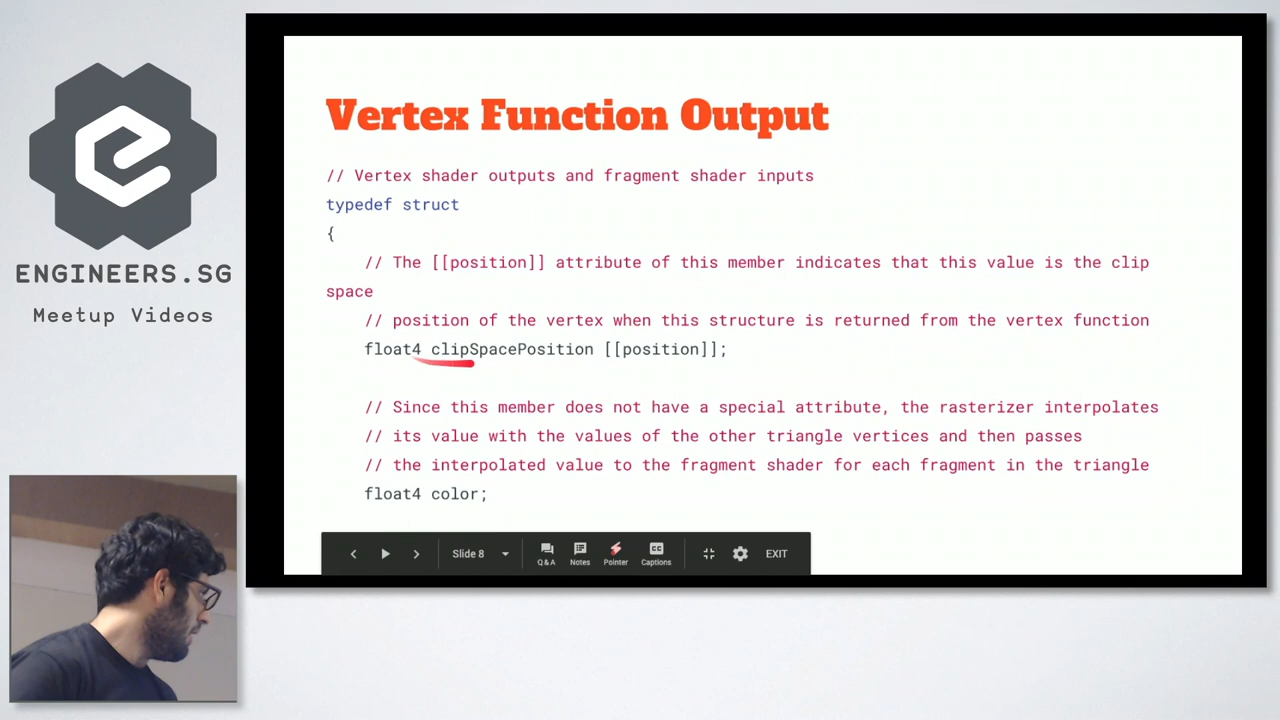 ENGINEERS.SG
Meetup Videos
Vertex Function Output
// Vertex shader outputs and fragment shader inputs
typedef struct
{
// The [[position]] attribute of this member indicates that this value is the clip
space
// position of the vertex when this structure is returned from the vertex function
float4 clipSpacePosition [[position]];
// Since this member does not have a special attribute, the rasterizer interpolates
// its value with the values of the other triangle vertices and then passes
// the interpolated value to the fragment shader for each fragment in the triangle
float4 color;
Slide 8
Q&A
Notes
Pointer
CC
Captions
EXIT